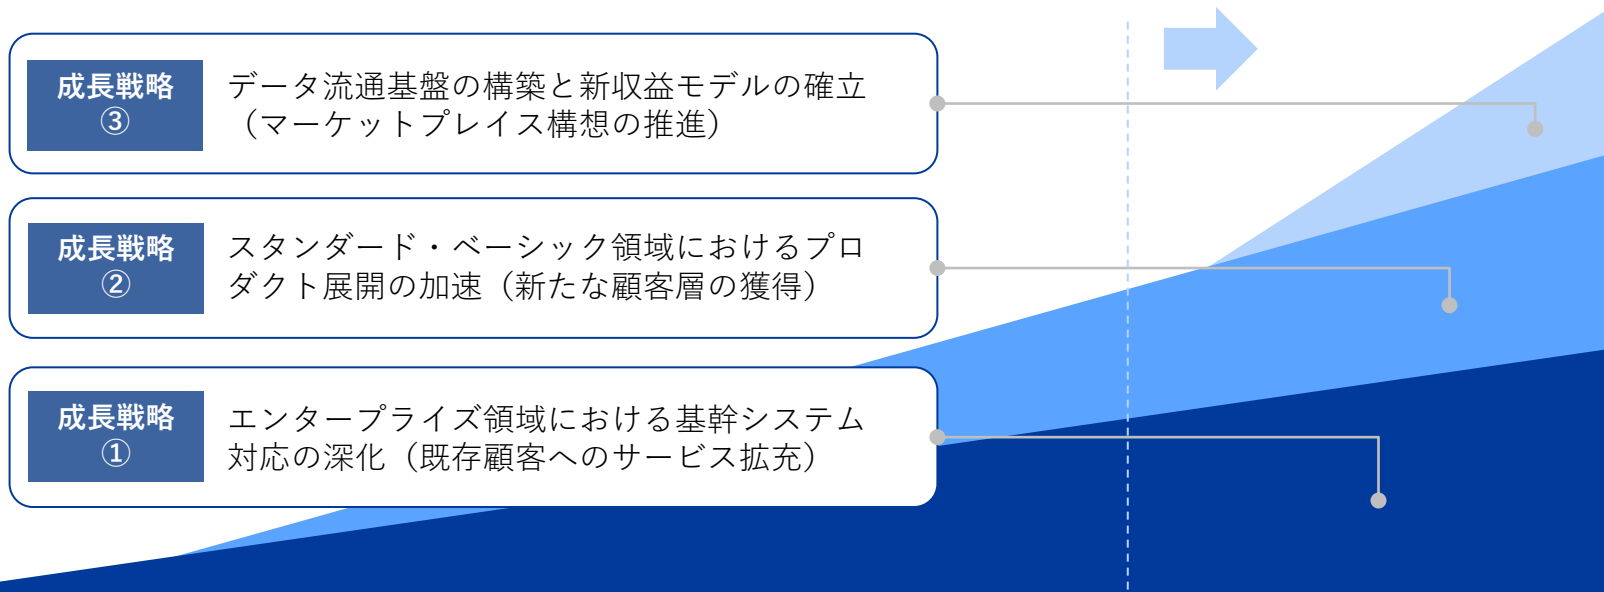 成長戦略
③
データ流通基盤の構築と新収益モデルの確立
（マーケットプレイス構想の推進）
成長戦略
②
スタンダード・ベーシック領域におけるプロ
ダクト展開の加速（新たな顧客層の獲得）
成長戦略
①
エンタープライズ領域における基幹システム
対応の深化（既存顧客へのサービス拡充）